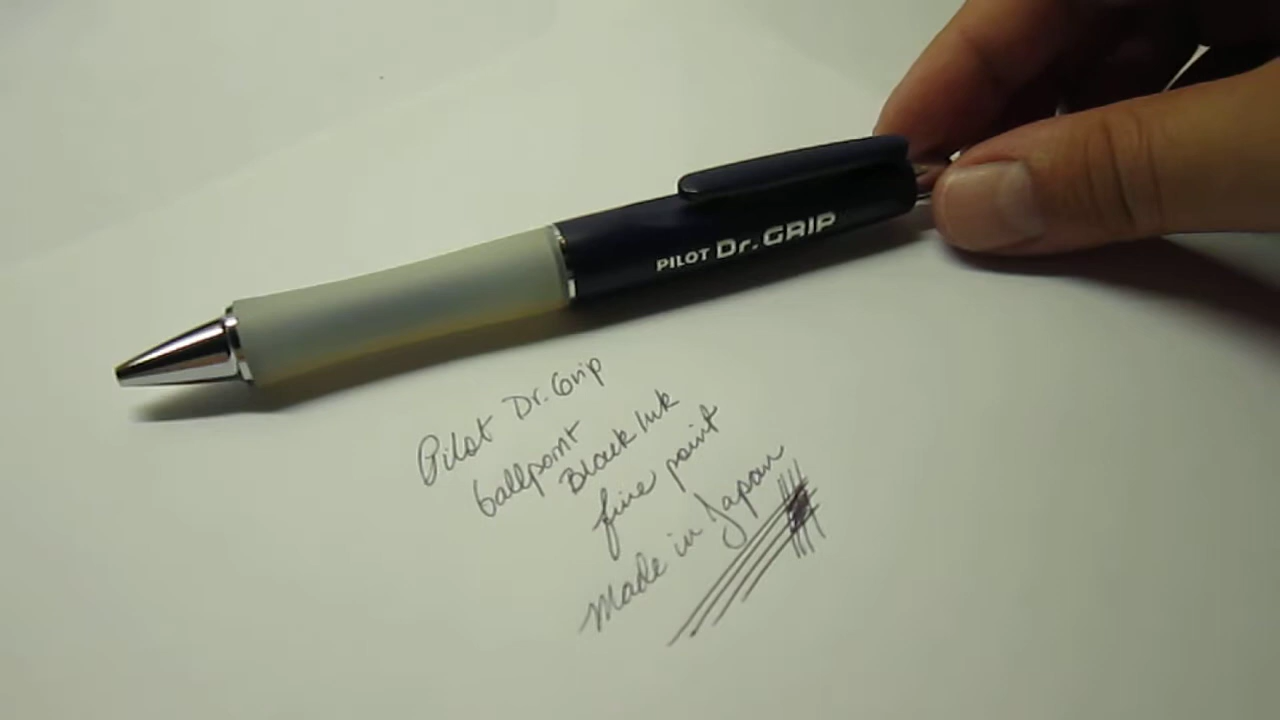 PILOT Dr. GRIP
Pilot Dr. Grip
ballpoint
Black Ink
fine point
Made in Japan